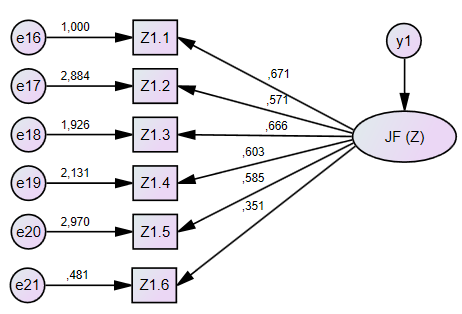 e16 1,000 Z1.1
y1
,671
e17 2,884 Z1.2
,571
e18 1,926 Z1.3
,666
JF (Z)
e19 2,131 Z1.4
,603
e20 2,970 Z1.5
,585
e21 ,481 Z1.6
,351